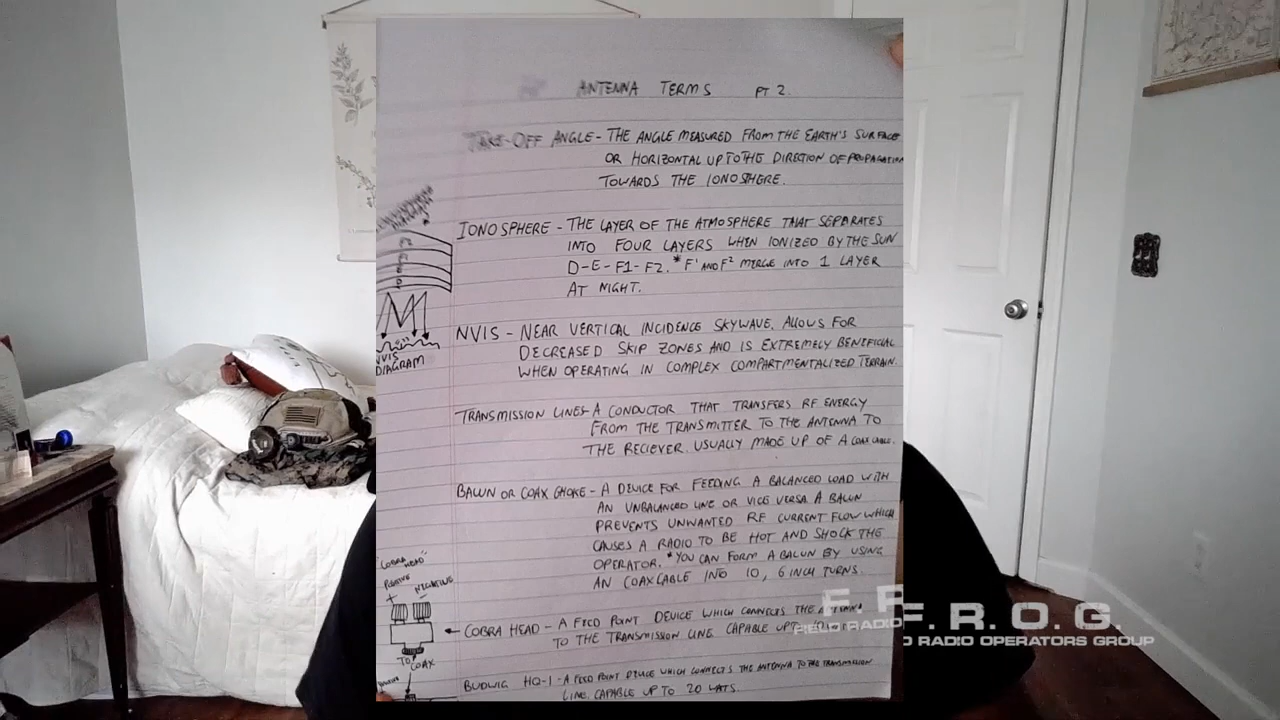 ANTENNA TERMS PT 2.
TAKE-OFF ANGLE - THE ANGLE MEASURED FROM THE EARTH'S SURFACE
OR HORIZONTAL UP TO THE DIRECTION OF PROPAGATION
TOWARDS THE IONOSHERE.
IONOSPHERE - THE LAYER OF THE ATMOSPHERE THAT SEPERATES
INTO FOUR LAYERS WHEN IONIZED BY THE SUN
D-E-F1-F2. *F1 AND F2 MERGE INTO 1 LAYER
AT NIGHT.
NVIS - NEAR VERTICAL INCIDENCE SKYWAVE. ALLOWS FOR
DECREASED SKIP ZONES AND IS EXTREMELY BENEFICIAL
WHEN OPERATING IN COMPLEX COMPARTMENTALIZED TERRAIN.
NVIS
DIAGRAM
TRANSMISSION LINES - A CONDUCTOR THAT TRANSFERS RF ENERGY
FROM THE TRANSMITTER TO THE ANTENNA TO
THE RECIEVER. USUALLY MADE UP OF A COAX CABLE.
BALUN OR COAX CHOKE - A DEVICE FOR FEEDING A BALANCED LOAD WITH
AN UNBALANCED LINE OR VICE VERSA A BALUN
PREVENTS UNWANTED RF CURRENT FLOW WHICH
CAUSES A RADIO TO BE HOT AND SHOCK THE
OPERATOR. *YOU CAN FORM A BALUN BY USING
AN COAX CABLE INTO 10, 6 INCH TURNS.
"COBRA HEAD"
POSITIVE NEGATIVE
+ -
TO COAX
COBRA HEAD - A FEED POINT DEVICE WHICH CONNECTS THE ANTENNA
TO THE TRANSMISSION LINE. CAPABLE UP
BUDWIG HQ-1 - A FEED POINT DEVICE WHICH CONNECTS THE ANTENNA TO THE TRANSMISSION
LINE. CAPABLE UP TO 20 WATS.
F.F
FIELD RADIO
F.R.O.G.
D RADIO OPERATORS GROUP